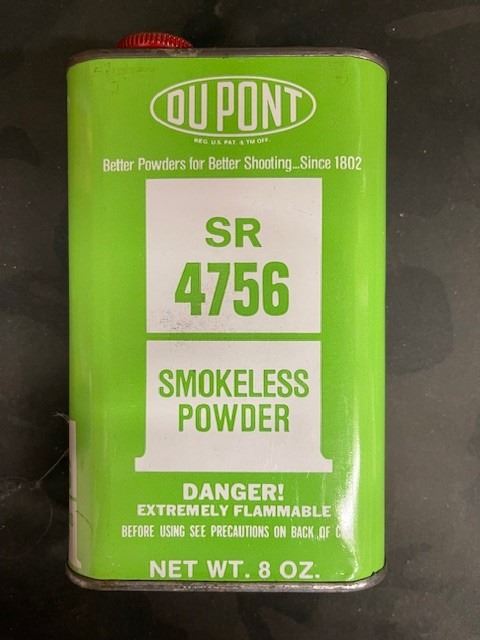 DU PONT
REG. U.S. PAT. & TM OFF.
Better Powders for Better Shooting...Since 1802
SR
4756
SMOKELESS
POWDER
DANGER!
EXTREMELY FLAMMABLE
BEFORE USING SEE PRECAUTIONS ON BACK OF
NET WT. 8 OZ.